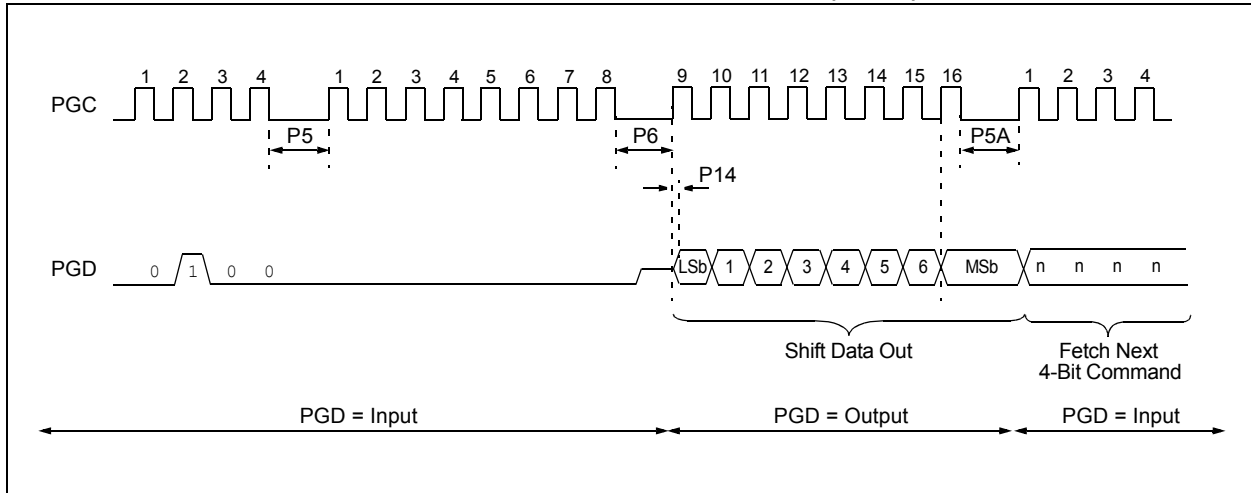 1 2 3 4 1 2 3 4 5 6 7 8 9 10 11 12 13 14 15 16 1 2 3 4
PGC
P5 P6 P5A
P14
PGD 0 1 0 0 LSb 1 2 3 4 5 6 MSb n n n n
Shift Data Out Fetch Next
4-Bit Command
PGD = Input PGD = Output PGD = Input